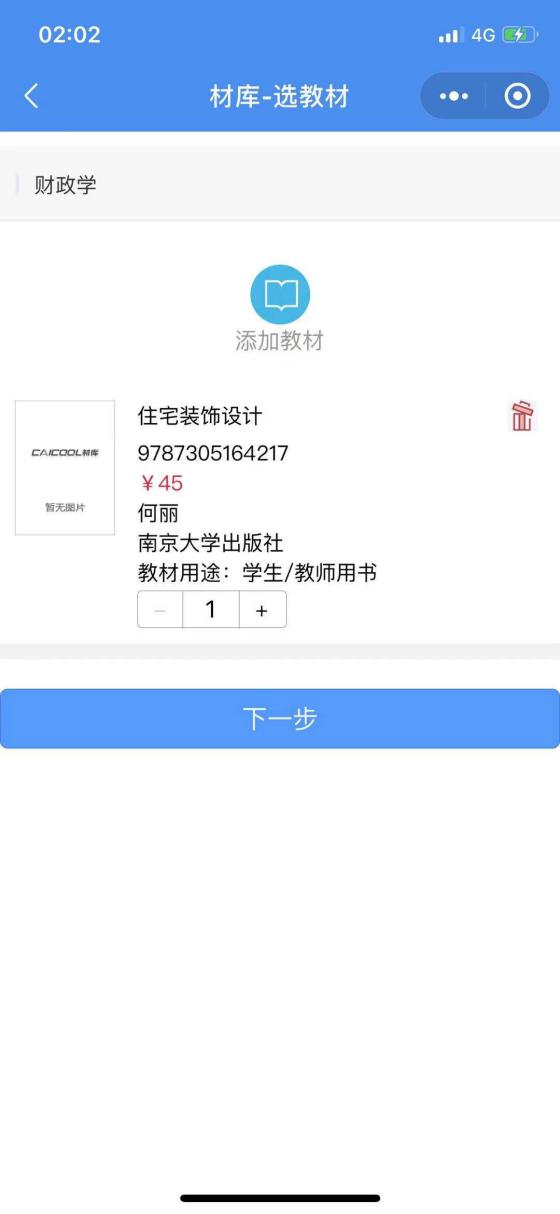 02:02
4G
材库-选教材
财政学
添加教材
住宅装饰设计
CAICOOL材库
暂无图片
9787305164217
￥45
何丽
南京大学出版社
教材用途：学生/教师用书
− 1 +
下一步